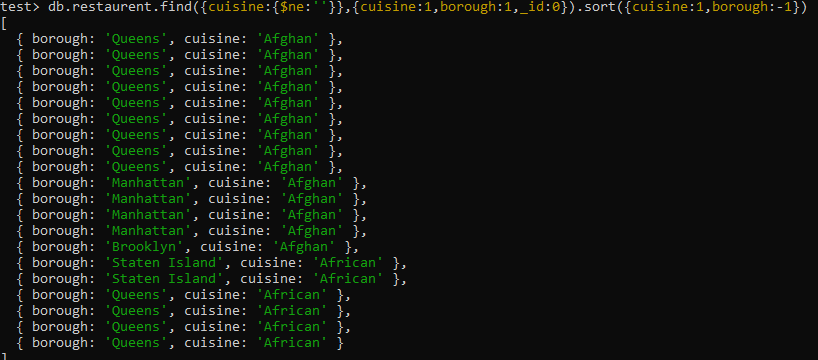 test> db.restaurent.find({cuisine:{$ne:''}},{cuisine:1,borough:1,_id:0}).sort({cuisine:1,borough:-1})
[
  { borough: 'Queens', cuisine: 'Afghan' },
  { borough: 'Queens', cuisine: 'Afghan' },
  { borough: 'Queens', cuisine: 'Afghan' },
  { borough: 'Queens', cuisine: 'Afghan' },
  { borough: 'Queens', cuisine: 'Afghan' },
  { borough: 'Queens', cuisine: 'Afghan' },
  { borough: 'Queens', cuisine: 'Afghan' },
  { borough: 'Queens', cuisine: 'Afghan' },
  { borough: 'Queens', cuisine: 'Afghan' },
  { borough: 'Manhattan', cuisine: 'Afghan' },
  { borough: 'Manhattan', cuisine: 'Afghan' },
  { borough: 'Manhattan', cuisine: 'Afghan' },
  { borough: 'Manhattan', cuisine: 'Afghan' },
  { borough: 'Brooklyn', cuisine: 'Afghan' },
  { borough: 'Staten Island', cuisine: 'African' },
  { borough: 'Staten Island', cuisine: 'African' },
  { borough: 'Queens', cuisine: 'African' },
  { borough: 'Queens', cuisine: 'African' },
  { borough: 'Queens', cuisine: 'African' },
  { borough: 'Queens', cuisine: 'African' }
]